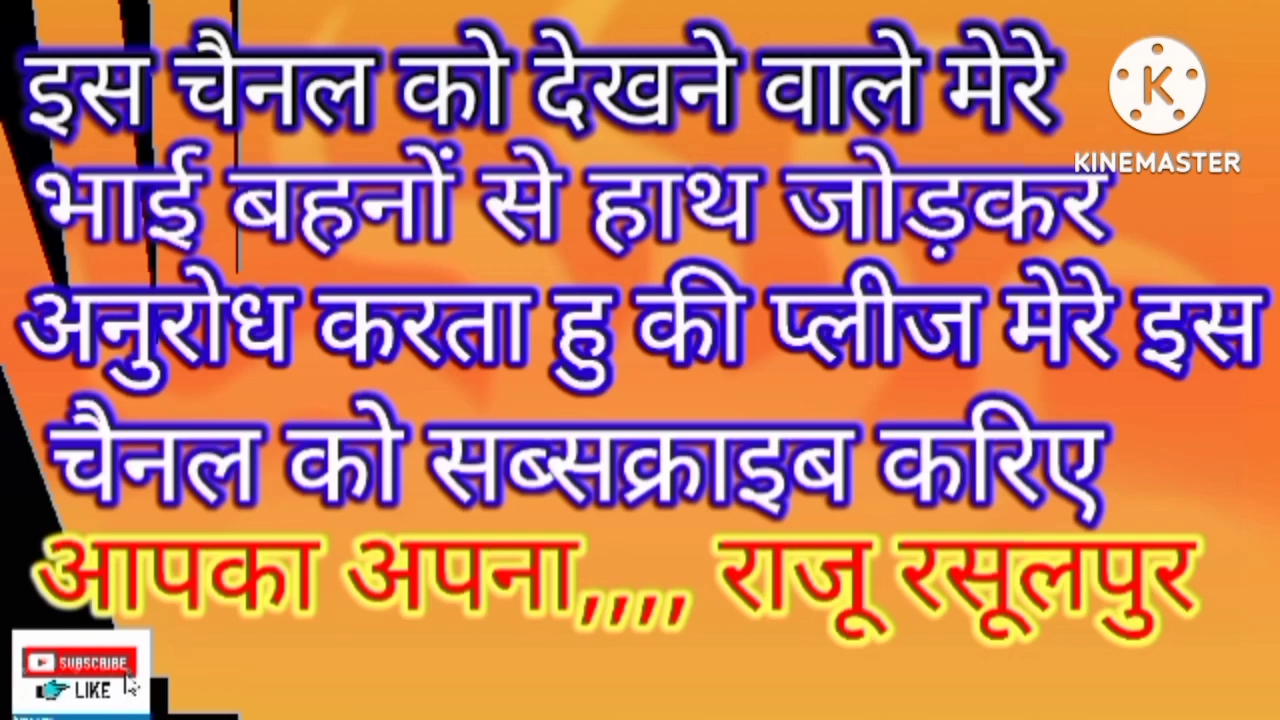 इस चैनल को देखने वाले मेरे
भाई बहनों से हाथ जोड़कर
अनुरोध करता हु की प्लीज मेरे इस
चैनल को सब्सक्राइब करिए
आपका अपना,,,, राजू रसूलपुर
K
KINEMASTER
SUBSCRIBE
LIKE